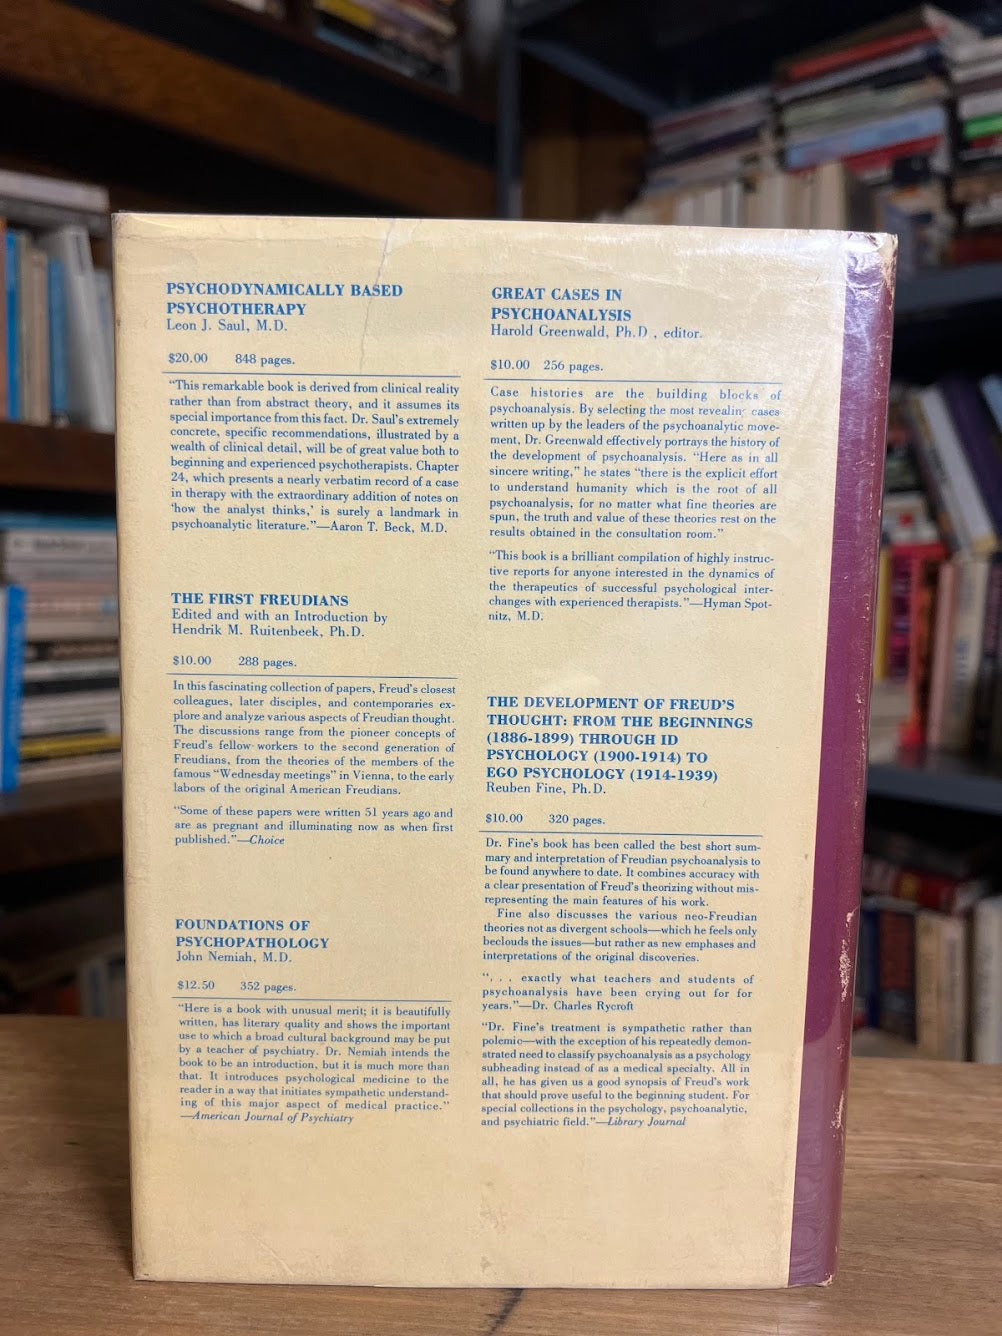 PSYCHODYNAMICALLY BASED
PSYCHOTHERAPY
Leon J. Saul, M.D.
$20.00 848 pages.
"This remarkable book is derived from clinical reality
rather than from abstract theory, and it assumes its
special importance from this fact. Dr. Saul's extremely
concrete, specific recommendations, illustrated by a
wealth of clinical detail, will be of great value both to
beginning and experienced psychotherapists. Chapter
24, which presents a nearly verbatim record of a case
in therapy with the extraordinary addition of notes on
'how the analyst thinks,' is surely a landmark in
psychoanalytic literature."—Aaron T. Beck, M.D.
THE FIRST FREUDIANS
Edited and with an Introduction by
Hendrik M. Ruitenbeek, Ph.D.
$10.00 288 pages.
In this fascinating collection of papers, Freud's closest
colleagues, later disciples, and contemporaries ex-
plore and analyze various aspects of Freudian thought.
The discussions range from the pioneer concepts of
Freud's fellow-workers to the second generation of
Freudians, from the theories of the members of the
famous "Wednesday meetings" in Vienna, to the early
labors of the original American Freudians.
"Some of these papers were written 51 years ago and
are as pregnant and illuminating now as when first
published."—Choice
FOUNDATIONS OF
PSYCHOPATHOLOGY
John Nemiah, M.D.
$12.50 352 pages.
"Here is a book with unusual merit; it is beautifully
written, has literary quality and shows the important
use to which a broad cultural background may be put
by a teacher of psychiatry. Dr. Nemiah intends the
book to be an introduction, but it is much more than
that. It introduces psychological medicine to the
reader in a way that initiates sympathetic understand-
ing of this major aspect of medical practice."
—American Journal of Psychiatry
GREAT CASES IN
PSYCHOANALYSIS
Harold Greenwald, Ph.D , editor.
$10.00 256 pages.
Case histories are the building blocks of
psychoanalysis. By selecting the most revealing cases
written up by the leaders of the psychoanalytic move-
ment, Dr. Greenwald effectively portrays the history of
the development of psychoanalysis. "Here as in all
sincere writing," he states "there is the explicit effort
to understand humanity which is the root of all
psychoanalysis, for no matter what fine theories are
spun, the truth and value of these theories rest on the
results obtained in the consultation room."
"This book is a brilliant compilation of highly instruc-
tive reports for anyone interested in the dynamics of
the therapeutics of successful psychological inter-
changes with experienced therapists."—Hyman Spot-
nitz, M.D.
THE DEVELOPMENT OF FREUD'S
THOUGHT: FROM THE BEGINNINGS
(1886-1899) THROUGH ID
PSYCHOLOGY (1900-1914) TO
EGO PSYCHOLOGY (1914-1939)
Reuben Fine, Ph.D.
$10.00 320 pages.
Dr. Fine's book has been called the best short sum-
mary and interpretation of Freudian psychoanalysis to
be found anywhere to date. It combines accuracy with
a clear presentation of Freud's theorizing without mis-
representing the main features of his work.
Fine also discusses the various neo-Freudian
theories not as divergent schools—which he feels only
beclouds the issues—but rather as new emphases and
interpretations of the original discoveries.
". . . exactly what teachers and students of
psychoanalysis have been crying out for for
years."—Dr. Charles Rycroft
"Dr. Fine's treatment is sympathetic rather than
polemic—with the exception of his repeatedly demon-
strated need to classify psychoanalysis as a psychology
subheading instead of as a medical specialty. All in
all, he has given us a good synopsis of Freud's work
that should prove useful to the beginning student. For
special collections in the psychology, psychoanalytic,
and psychiatric field."—Library Journal